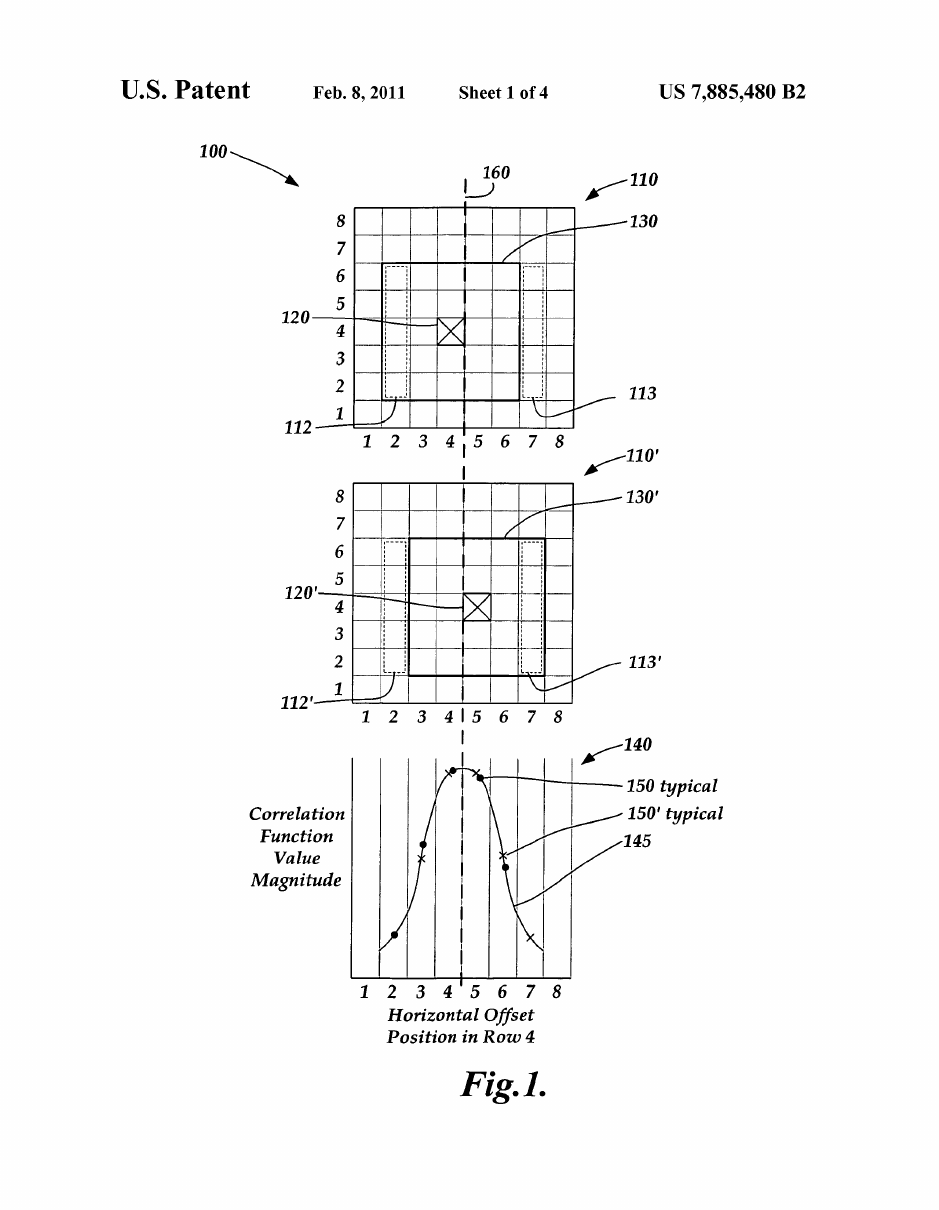 U.S. Patent Feb. 8, 2011 Sheet 1 of 4 US 7,885,480 B2
100
160
110
8
130
7
6
5
120
4
3
2
113
1
112
1 2 3 4 5 6 7 8
110'
8
130'
7
6
5
120'
4
3
2
113'
1
112'
1 2 3 4 5 6 7 8
140
150 typical
Correlation
Function
Value
Magnitude
150' typical
145
1 2 3 4 5 6 7 8
Horizontal Offset
Position in Row 4
Fig.1.